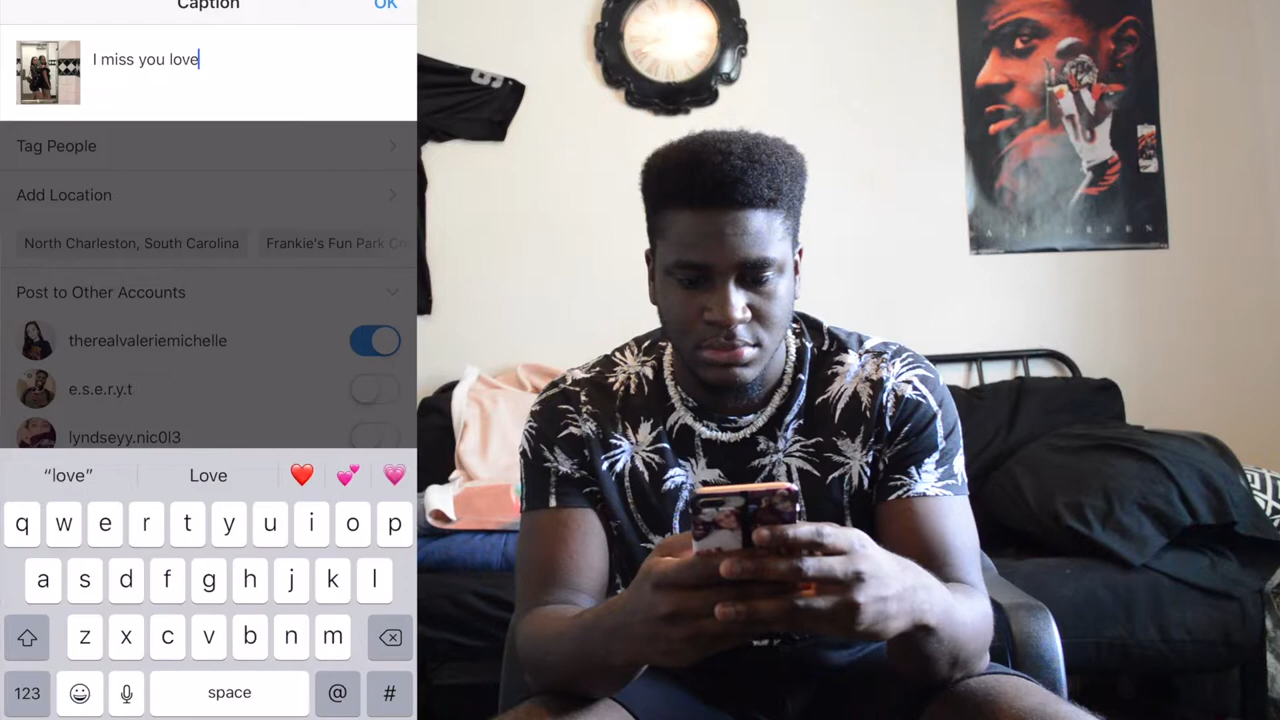 Caption
OK
I miss you love
Tag People
Add Location
North Charleston, South Carolina
Frankie's Fun Park
Post to Other Accounts
therealvaleriemichelle
e.s.e.r.y.t
lyndseyy.nic0l3
“love”
Love
q w e r t y u i o p
a s d f g h j k l
z x c v b n m
123
space
@
#
GREEN